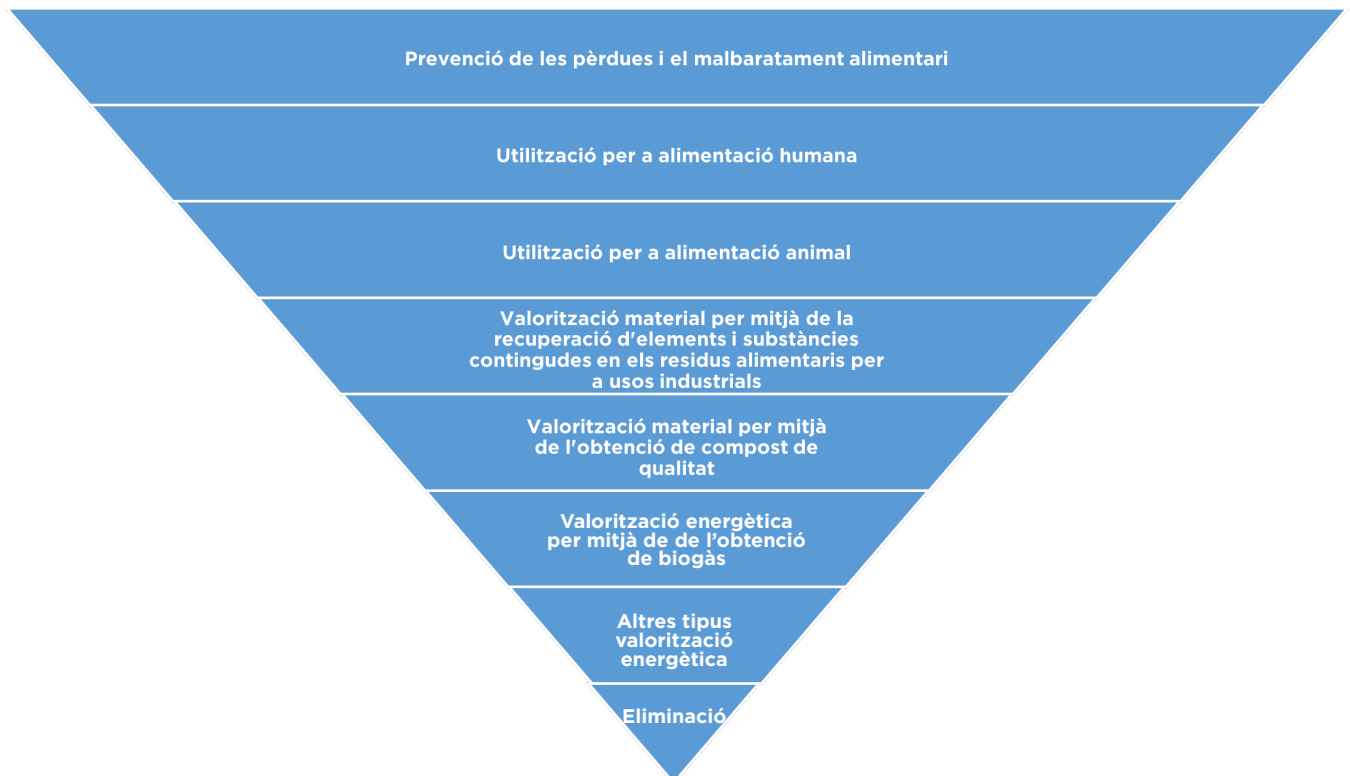 Prevenció de les pèrdues i el malbaratament alimentari
Utilització per a alimentació humana
Utilització per a alimentació animal
Valorització material per mitjà de la
recuperació d'elements i substàncies
contingudes en els residus alimentaris per
a usos industrials
Valorització material per mitjà
de l'obtenció de compost de
qualitat
Valorització energètica
per mitjà de de l’obtenció
de biogàs
Altres tipus
valorització
energètica
Eliminació